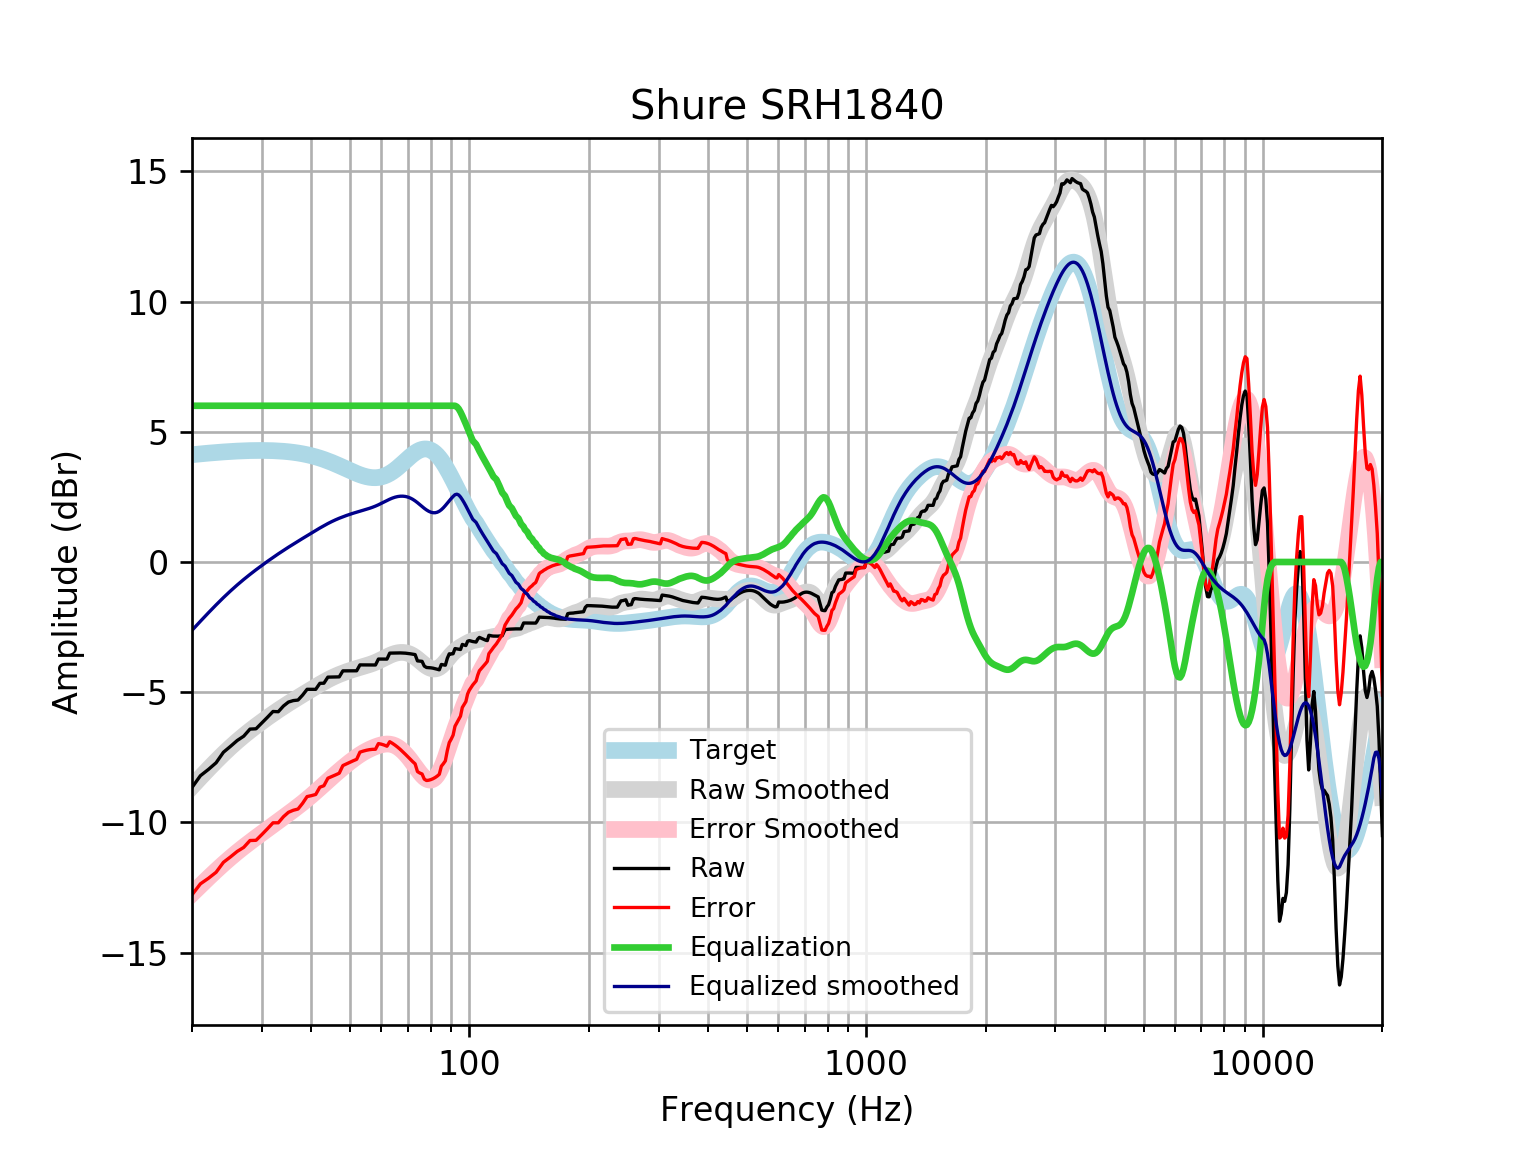 Shure SRH1840
15
10
5
0
−5
−10
−15
Amplitude (dBr)
Target
Raw Smoothed
Error Smoothed
Raw
Error
Equalization
Equalized smoothed
100
1000
10000
Frequency (Hz)